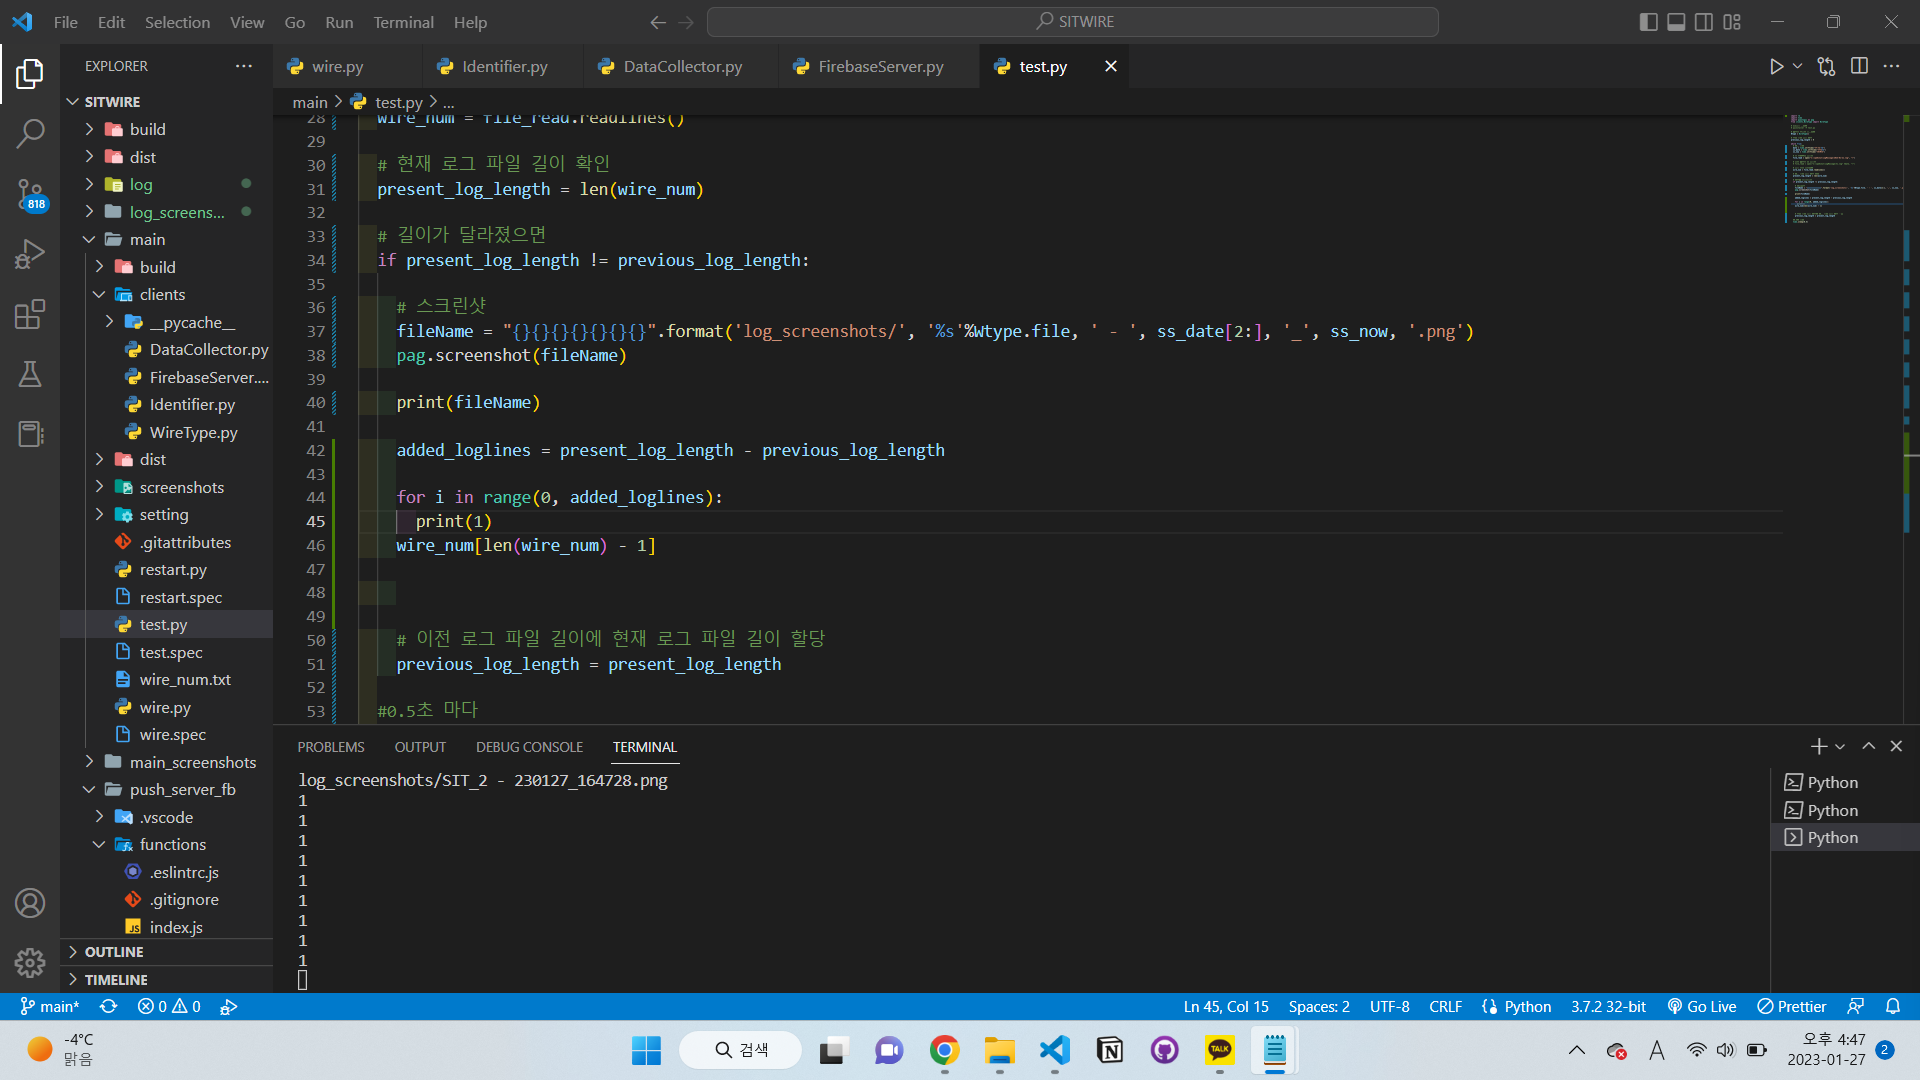 File Edit Selection View Go Run Terminal Help
SITWIRE
EXPLORER
SITWIRE
build
dist
log
log_screens...
main
build
clients
__pycache__
DataCollector.py
FirebaseServer....
Identifier.py
WireType.py
dist
screenshots
setting
.gitattributes
restart.py
restart.spec
test.py
test.spec
wire_num.txt
wire.py
wire.spec
main_screenshots
push_server_fb
.vscode
functions
.eslintrc.js
.gitignore
index.js
OUTLINE
TIMELINE
818
wire.py Identifier.py DataCollector.py FirebaseServer.py test.py
main > test.py > ...
28 wire_num = file_read.readlines()
29
30 # 현재 로그 파일 길이 확인
31 present_log_length = len(wire_num)
32
33 # 길이가 달라졌으면
34 if present_log_length != previous_log_length:
35
36 # 스크린샷
37 fileName = "{}{}{}{}{}{}{}".format('log_screenshots/', '%s'%Wtype.file, ' - ', ss_date[2:], '_', ss_now, '.png')
38 pag.screenshot(fileName)
39
40 print(fileName)
41
42 added_loglines = present_log_length - previous_log_length
43
44 for i in range(0, added_loglines):
45 print(1)
46 wire_num[len(wire_num) - 1]
47
48
49
50 # 이전 로그 파일 길이에 현재 로그 파일 길이 할당
51 previous_log_length = present_log_length
52
53 #0.5초 마다
PROBLEMS OUTPUT DEBUG CONSOLE TERMINAL
log_screenshots/SIT_2 - 230127_164728.png
1
1
1
1
1
1
1
1
1
Python
Python
Python
main* 0 0 Ln 45, Col 15 Spaces: 2 UTF-8 CRLF Python 3.7.2 32-bit Go Live Prettier
-4°C
맑음
검색
TALK
A
오후 4:47
2023-01-27
2